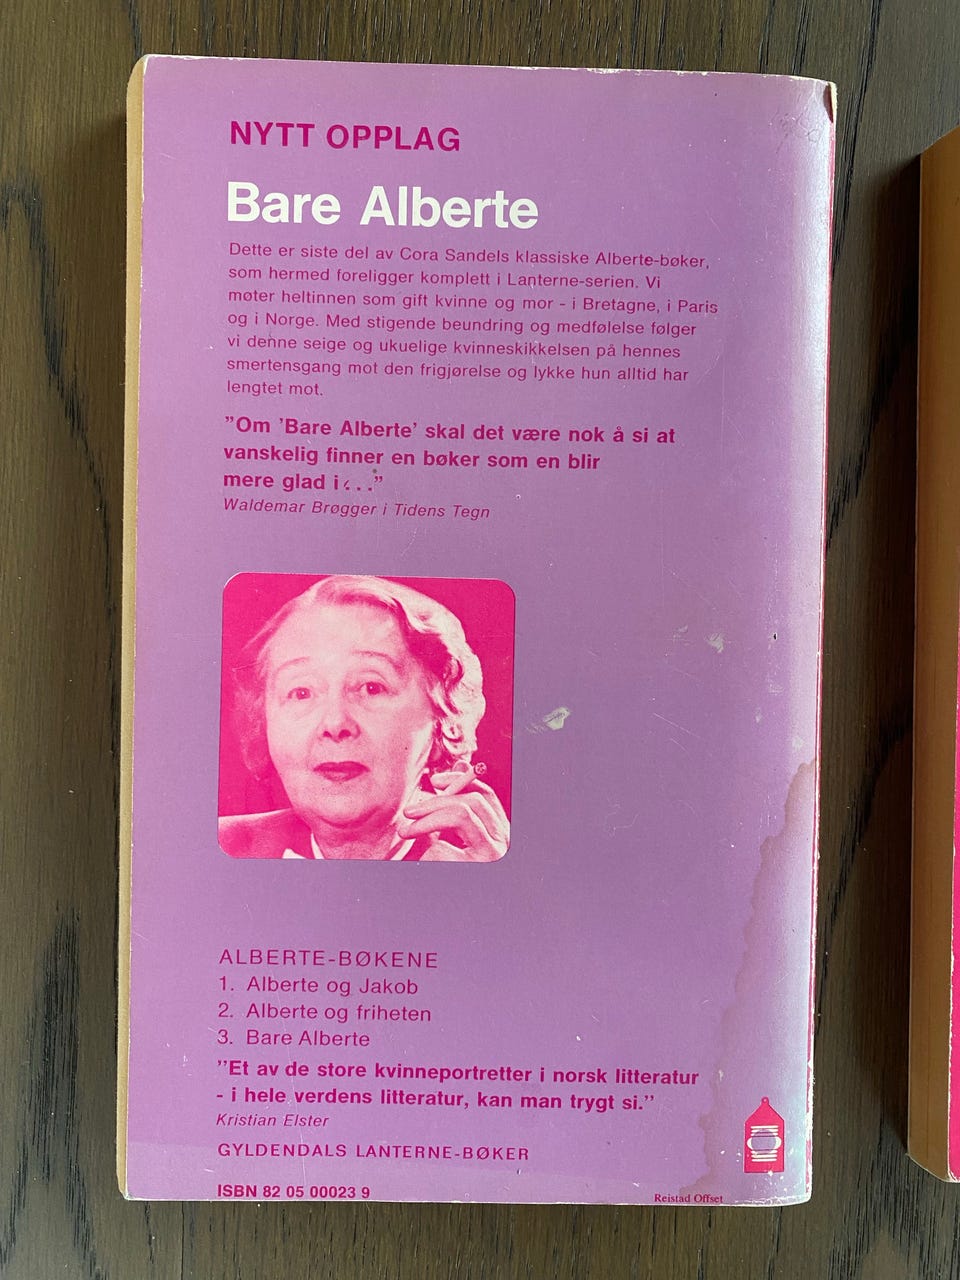 NYTT OPPLAG
Bare Alberte
Dette er siste del av Cora Sandels klassiske Alberte-bøker,
som hermed foreligger komplett i Lanterne-serien. Vi
møter heltinnen som gift kvinne og mor - i Bretagne, i Paris
og i Norge. Med stigende beundring og medfølelse følger
vi denne seige og ukuelige kvinneskikkelsen på hennes
smertensgang mot den frigjørelse og lykke hun alltid har
lengtet mot.
"Om 'Bare Alberte' skal det være nok å si at
vanskelig finner en bøker som en blir
mere glad i . . ."
Waldemar Brøgger i Tidens Tegn
ALBERTE-BØKENE
1. Alberte og Jakob
2. Alberte og friheten
3. Bare Alberte
"Et av de store kvinneportretter i norsk litteratur
- i hele verdens litteratur, kan man trygt si."
Kristian Elster
GYLDENDALS LANTERNE-BØKER
ISBN 82 05 00023 9
Reistad Offset